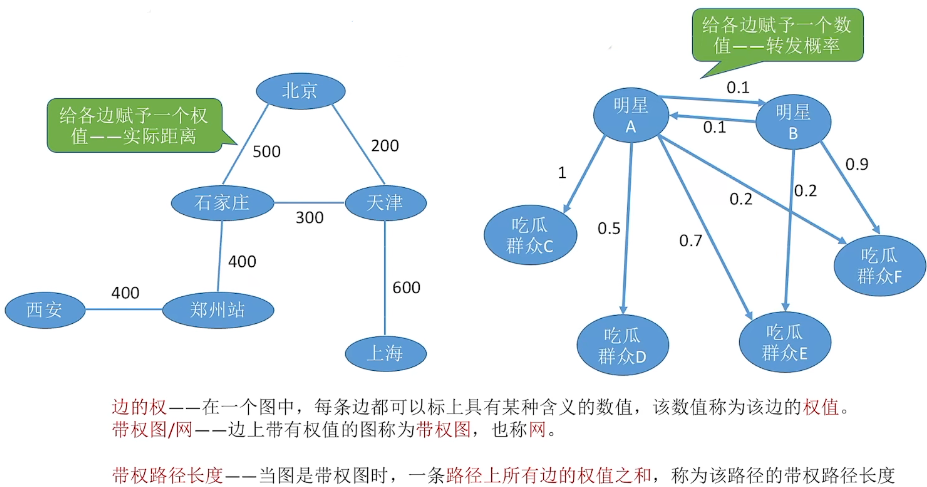 给各边赋予一个权
值——实际距离
北京
500
200
石家庄
300
天津
400
600
西安
400
郑州站
上海
给各边赋予一个数
值——转发概率
明星
A
0.1
0.1
明星
B
1
0.5
0.7
0.2
0.2
0.9
吃瓜
群众C
吃瓜
群众D
吃瓜
群众E
吃瓜
群众F
边的权——在一个图中，每条边都可以标上具有某种含义的数值，该数值称为该边的权值。
带权图/网——边上带有权值的图称为带权图，也称网。
带权路径长度——当图是带权图时，一条路径上所有边的权值之和，称为该路径的带权路径长度